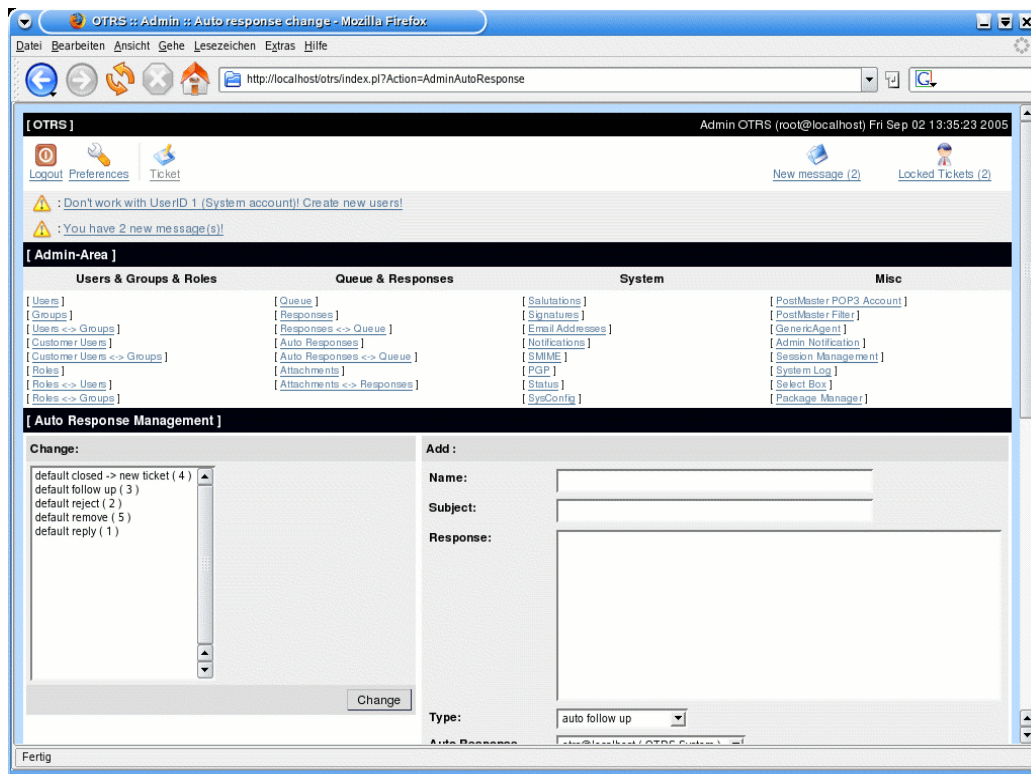 OTRS :: Admin :: Auto response change - Mozilla Firefox
Datei Bearbeiten Ansicht Gehe Lesezeichen Extras Hilfe
http://localhost/otrs/index.pl?Action=AdminAutoResponse
G
[ OTRS ] Admin OTRS (root@localhost) Fri Sep 02 13:35:23 2005
Logout Preferences Ticket New message (2) Locked Tickets (2)
: Don't work with UserID 1 (System account)! Create new users!
: You have 2 new message(s)!
[ Admin-Area ]
Users & Groups & Roles Queue & Responses System Misc
[ Users ] [ Queue ] [ Salutations ] [ PostMaster POP3 Account ]
[ Groups ] [ Responses ] [ Signatures ] [ PostMaster Filter ]
[ Users <-> Groups ] [ Responses <-> Queue ] [ Email Addresses ] [ GenericAgent ]
[ Customer Users ] [ Auto Responses ] [ Notifications ] [ Admin Notification ]
[ Customer Users <-> Groups ] [ Auto Responses <-> Queue ] [ SMIME ] [ Session Management ]
[ Roles ] [ Attachments ] [ PGP ] [ System Log ]
[ Roles <-> Users ] [ Attachments <-> Responses ] [ Status ] [ Select Box ]
[ Roles <-> Groups ] [ SysConfig ] [ Package Manager ]
[ Auto Response Management ]
Change: Add :
default closed -> new ticket ( 4 )
default follow up ( 3 )
default reject ( 2 )
default remove ( 5 )
default reply ( 1 )
Change
Name:
Subject:
Response:
Type: auto follow up
Auto Response otrs@localhost ( OTRS System )
Fertig